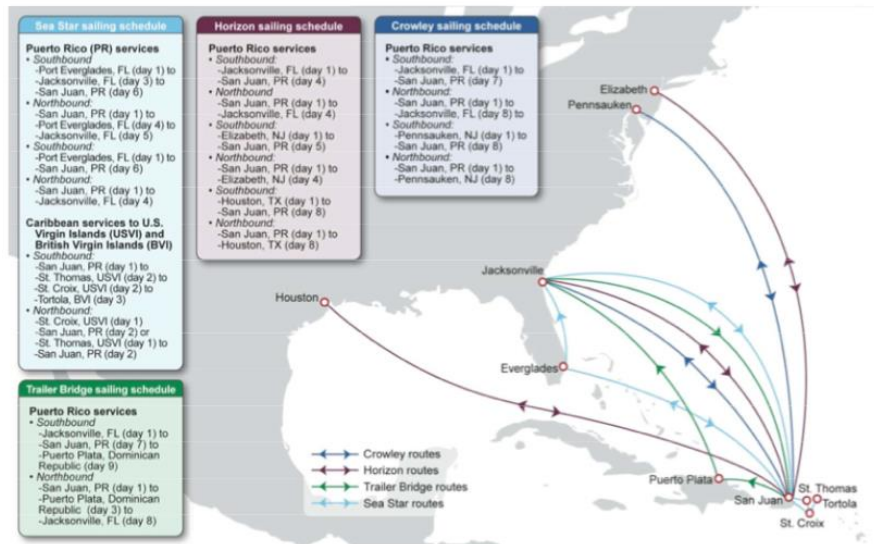 Sea Star sailing schedule
Puerto Rico (PR) services
• Southbound
-Port Everglades, FL (day 1) to
-Jacksonville, FL (day 3) to
-San Juan, PR (day 6)
• Northbound:
-San Juan, PR (day 1) to
-Port Everglades, FL (day 4) to
-Jacksonville, FL (day 5)
• Southbound:
-Port Everglades, FL (day 1) to
-San Juan, PR (day 6)
• Northbound:
-San Juan, PR (day 1) to
-Jacksonville, FL (day 4)
Caribbean services to U.S.
Virgin Islands (USVI) and
British Virgin Islands (BVI)
• Southbound:
-San Juan, PR (day 1) to
-St. Thomas, USVI (day 2) to
-St. Croix, USVI (day 2) to
-Tortola, BVI (day 3)
• Northbound:
-St. Croix, USVI (day 1)
-San Juan, PR (day 2) or
-St. Thomas, USVI (day 1) to
-San Juan, PR (day 2)
Horizon sailing schedule
Puerto Rico services
• Southbound:
-Jacksonville, FL (day 1) to
-San Juan, PR (day 4)
• Northbound
-San Juan, PR (day 1) to
-Jacksonville, FL (day 4)
• Southbound:
-Elizabeth, NJ (day 1) to
-San Juan, PR (day 5)
• Northbound:
-San Juan, PR (day 1) to
-Elizabeth, NJ (day 4)
• Southbound:
-Houston, TX (day 1) to
-San Juan, PR (day 8)
• Northbound:
-San Juan, PR (day 1) to
-Houston, TX (day 8)
Crowley sailing schedule
Puerto Rico services
• Southbound:
-Jacksonville, FL (day 1) to
-San Juan, PR (day 7)
• Northbound:
-San Juan, PR (day 1) to
-Jacksonville, FL (day 8) to
• Southbound:
-Pennsauken, NJ (day 1) to
-San Juan, PR (day 8)
• Northbound:
-San Juan, PR (day 1) to
-Pennsauken, NJ (day 8)
Trailer Bridge sailing schedule
Puerto Rico services
• Southbound
-Jacksonville, FL (day 1) to
-San Juan, PR (day 7) to
-Puerto Plata, Dominican
Republic (day 9)
• Northbound
-San Juan, PR (day 1) to
-Puerto Plata, Dominican
Republic (day 3) to
-Jacksonville, FL (day 8)
Elizabeth
Pennsauken
Jacksonville
Houston
Everglades
Crowley routes
Horizon routes
Trailer Bridge routes
Sea Star routes
Puerto Plata
San Juan
St. Thomas
Tortola
St. Croix